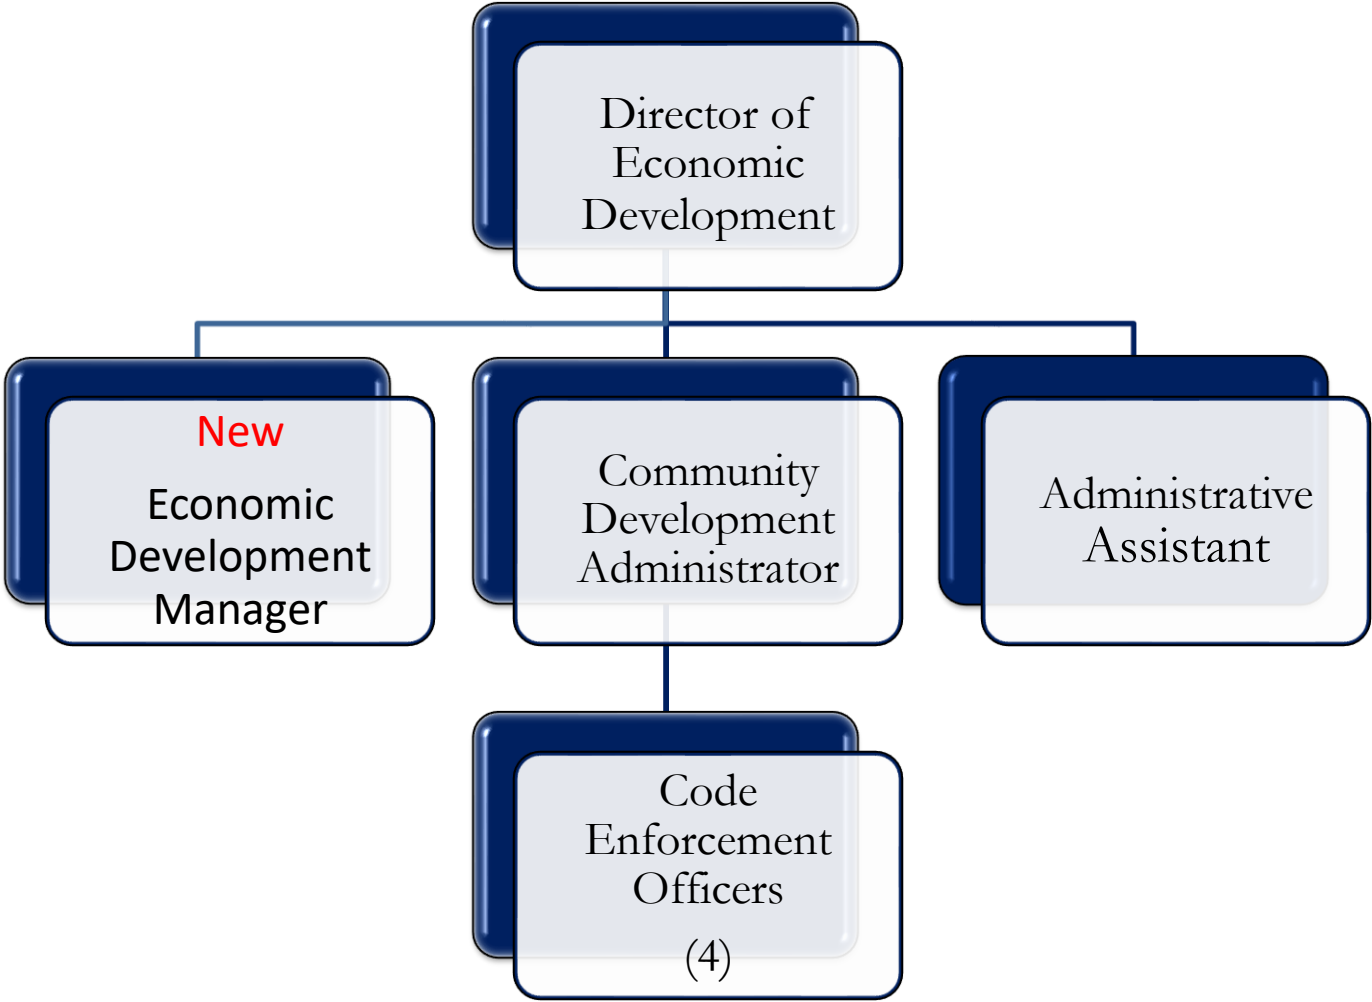 Director of
Economic
Development
New
Economic
Development
Manager
Community
Development
Administrator
Administrative
Assistant
Code
Enforcement
Officers
(4)